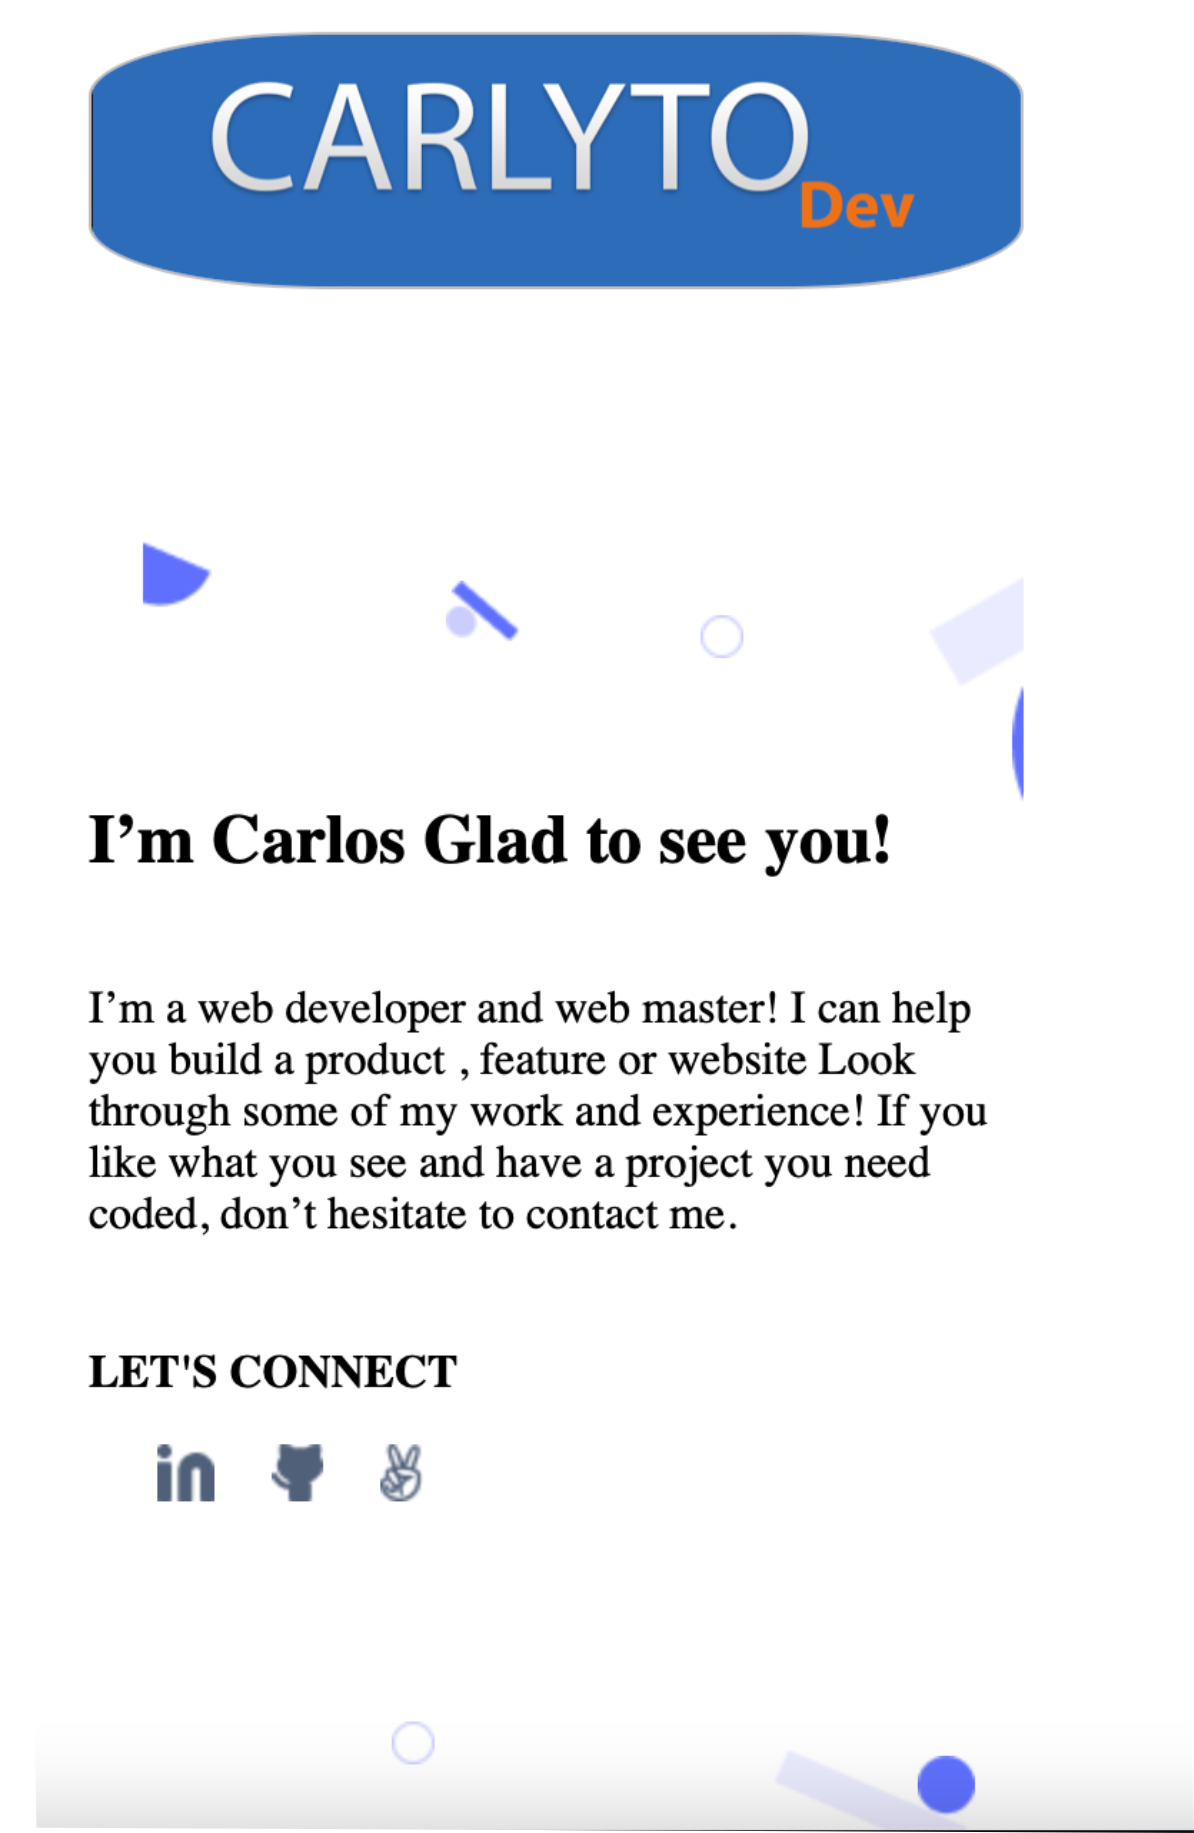 CARLYTO
Dev
I’m Carlos Glad to see you!
I’m a web developer and web master! I can help
you build a product , feature or website Look
through some of my work and experience! If you
like what you see and have a project you need
coded, don’t hesitate to contact me.
LET'S CONNECT
in